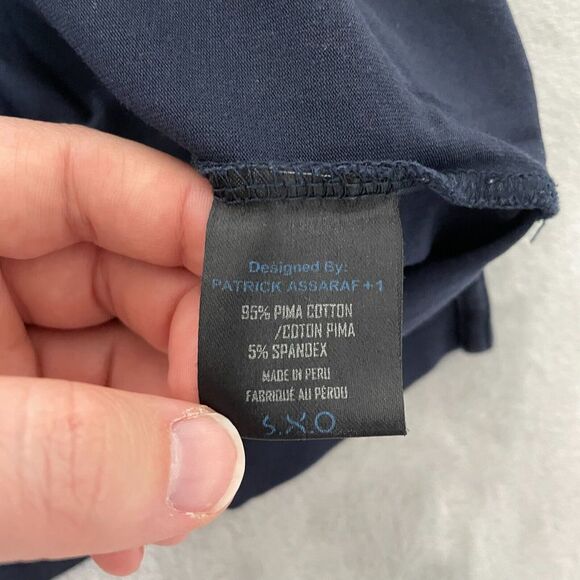 Designed By:
PATRICK ASSARAF + 1
95% PIMA COTTON
/COTON PIMA
5% SPANDEX
MADE IN PERU
FABRIQUÉ AU PÉROU
S.X.O